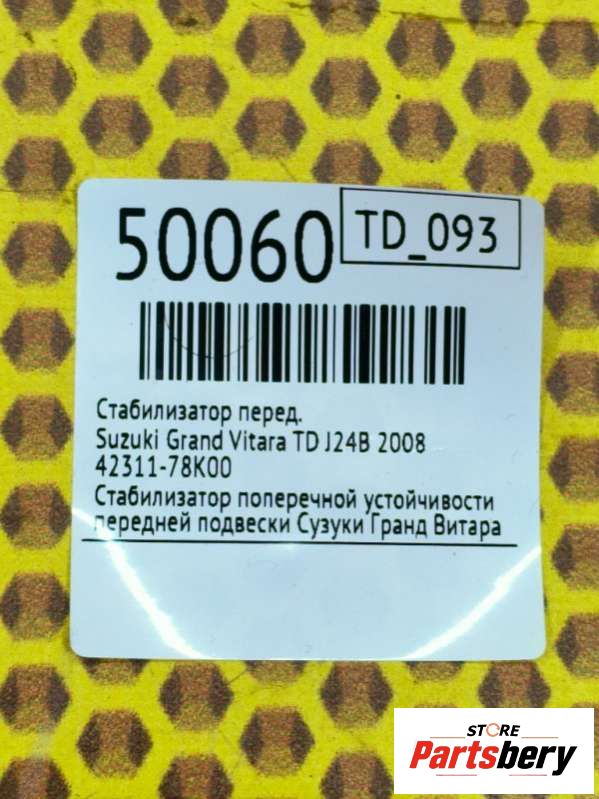 50060
TD_093
Стабилизатор перед.
Suzuki Grand Vitara TD J24B 2008
42311-78K00
Стабилизатор поперечной устойчивости
передней подвески Сузуки Гранд Витара
STORE
Partsbery